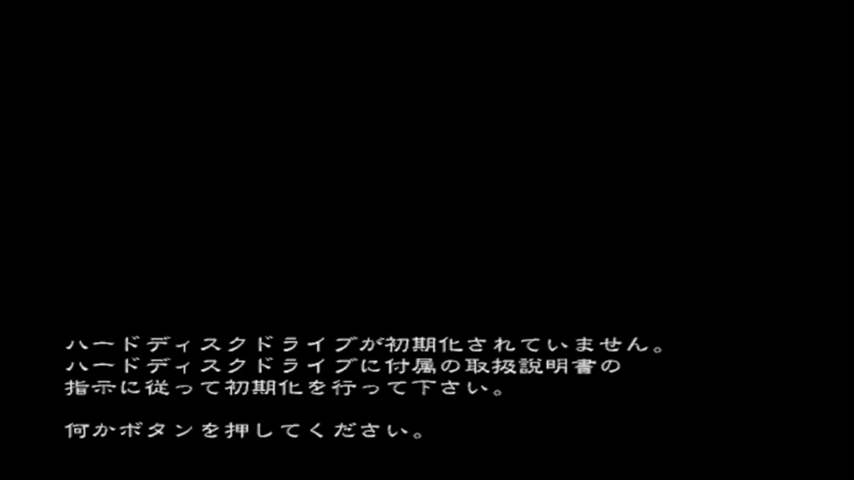 ハードディスクドライブが初期化されていません。
ハードディスクドライブに付属の取扱説明書の
指示に従って初期化を行って下さい。
何かボタンを押してください。